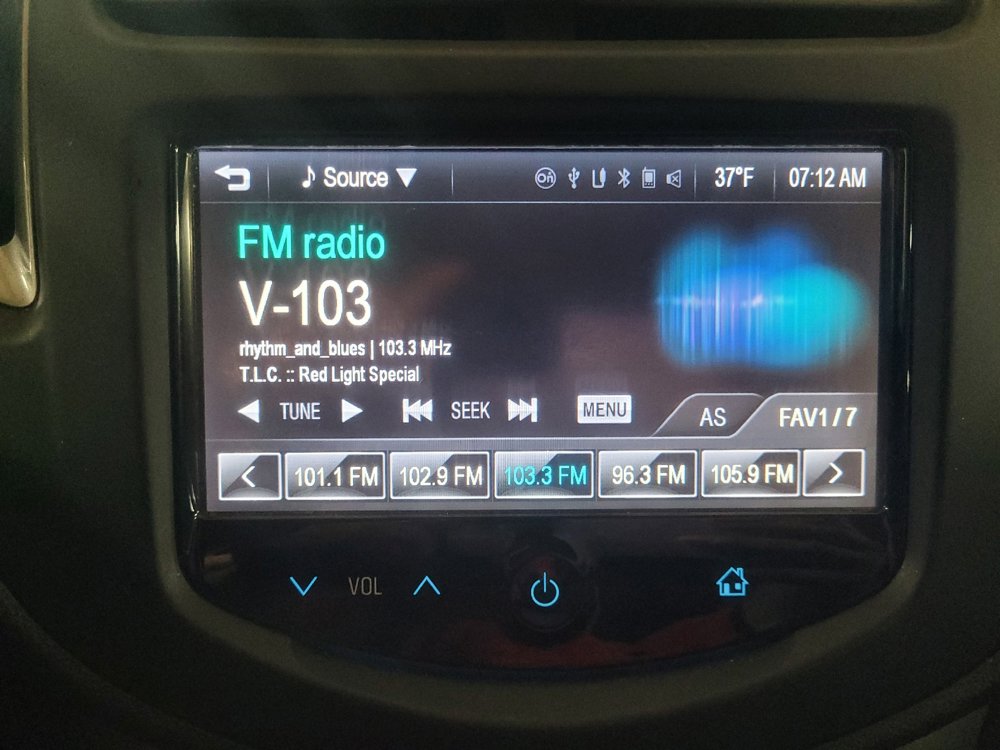 Source 37°F 07:12 AM
FM radio
V-103
rhythm_and_blues | 103.3 MHz
T.L.C. :: Red Light Special
TUNE SEEK MENU AS FAV1 / 7
101.1 FM 102.9 FM 103.3 FM 96.3 FM 105.9 FM
VOL